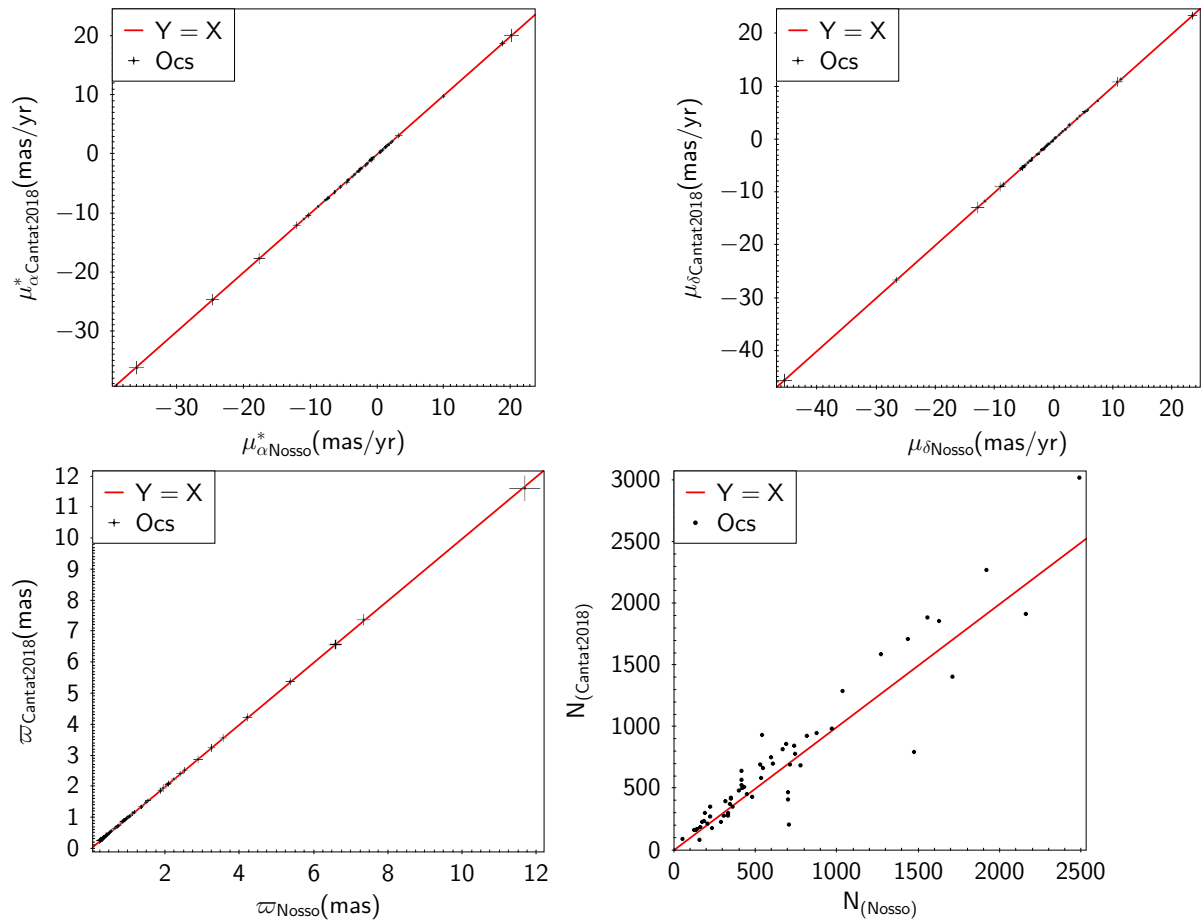 Y = X
Ocs
20
10
0
−10
−20
−30
μ*αCantat2018(mas/yr)
−30 −20 −10 0 10 20
μ*αNosso(mas/yr)
Y = X
Ocs
20
10
0
−10
−20
−30
−40
μδCantat2018(mas/yr)
−40 −30 −20 −10 0 10 20
μδNosso(mas/yr)
Y = X
Ocs
12
11
10
9
8
7
6
5
4
3
2
1
0
ϖCantat2018(mas)
2 4 6 8 10 12
ϖNosso(mas)
Y = X
Ocs
3000
2500
2000
1500
1000
500
0
N(Cantat2018)
0 500 1000 1500 2000 2500
N(Nosso)